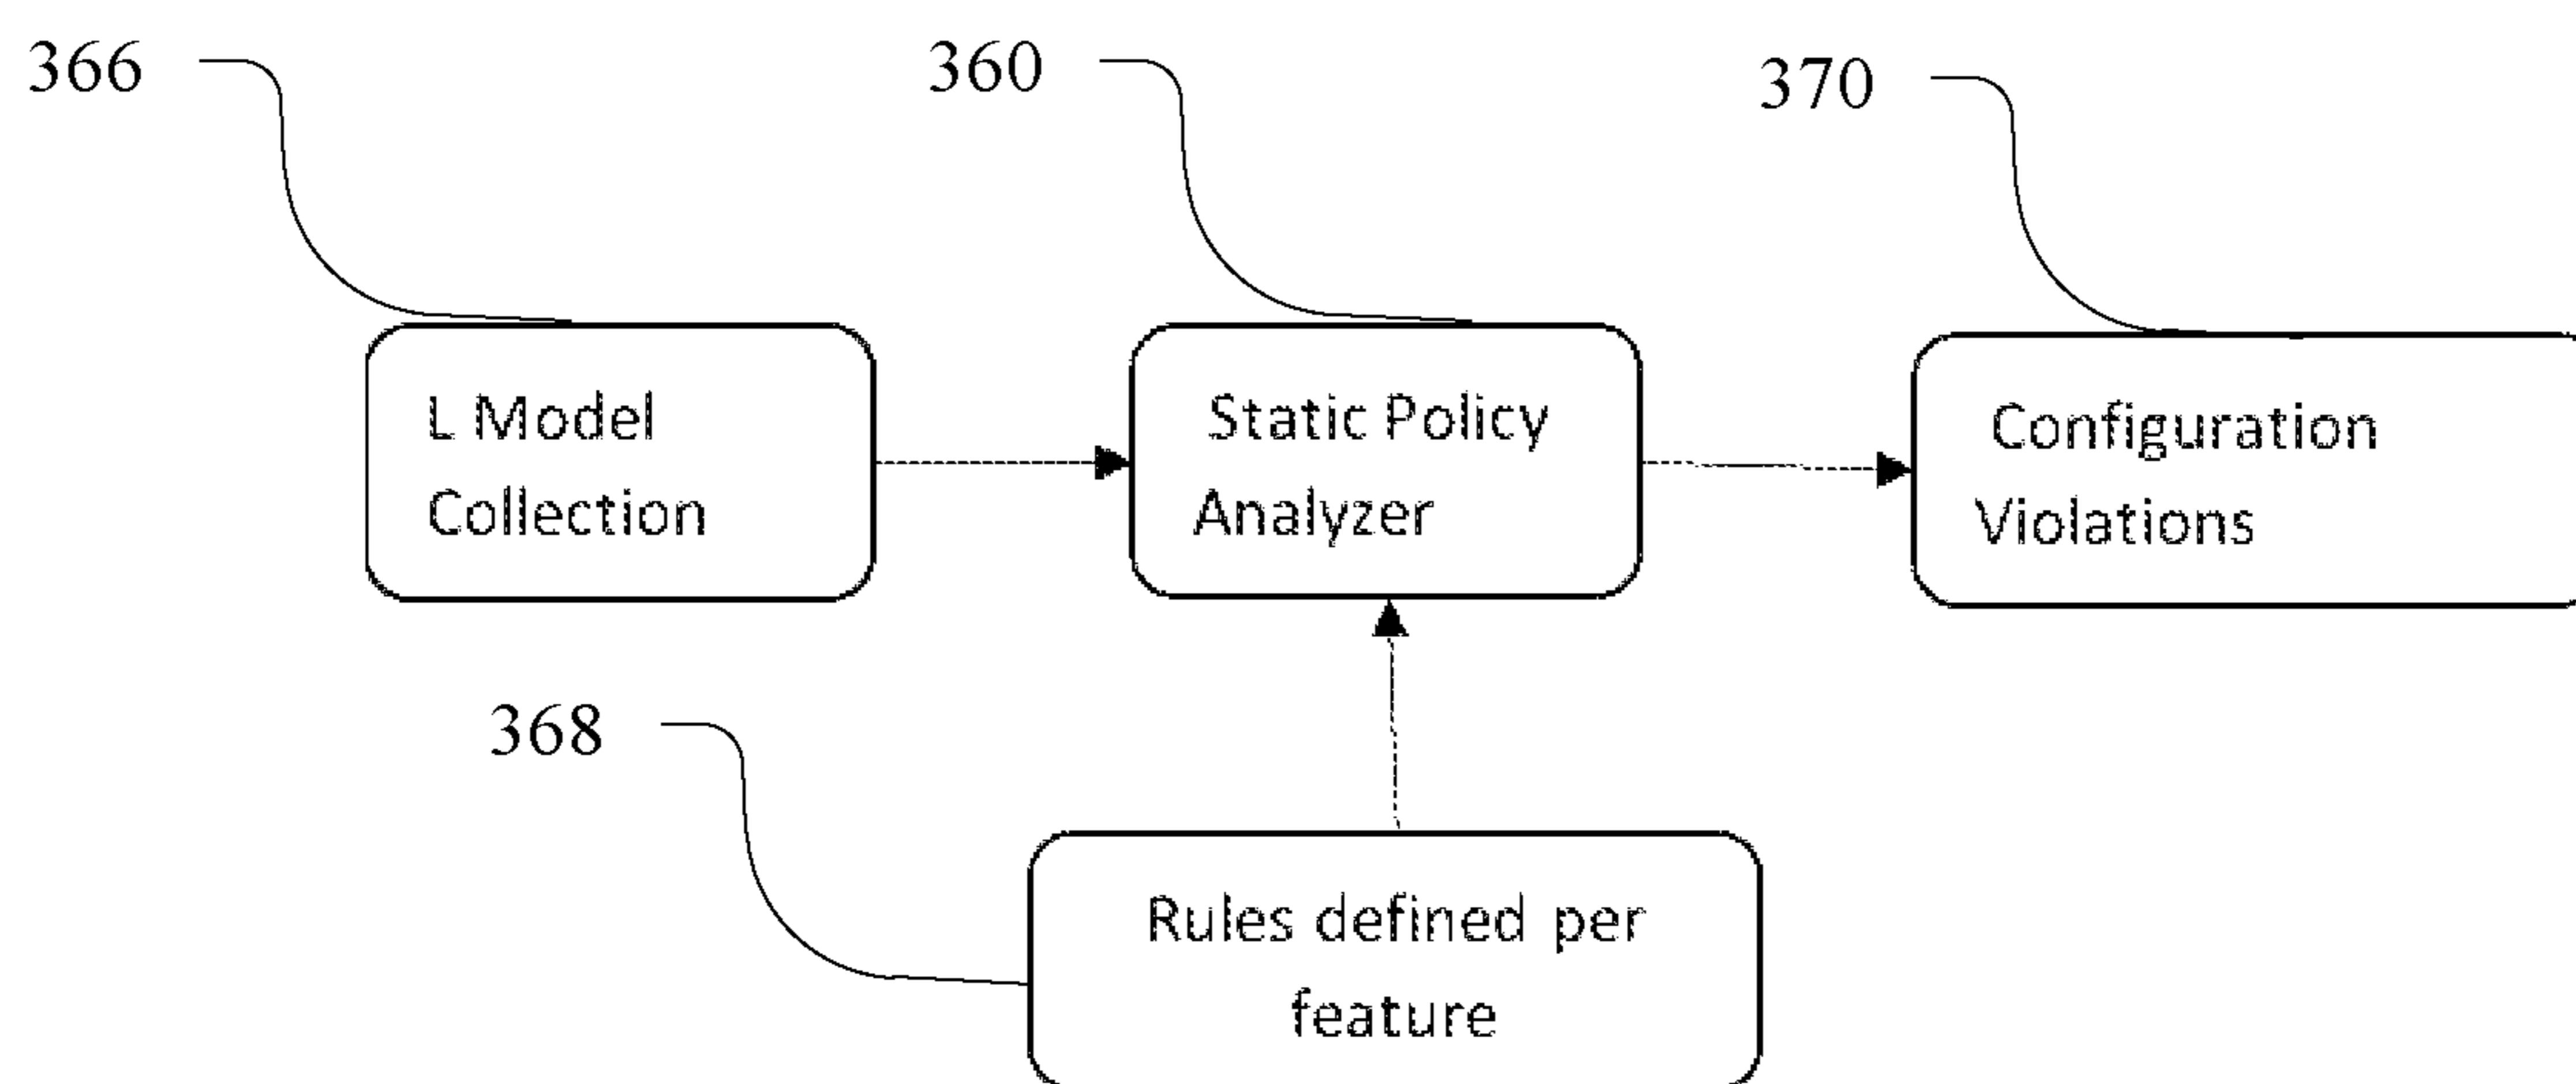 366
360
370
L Model
Collection
Static Policy
Analyzer
Configuration
Violations
368
Rules defined per
feature